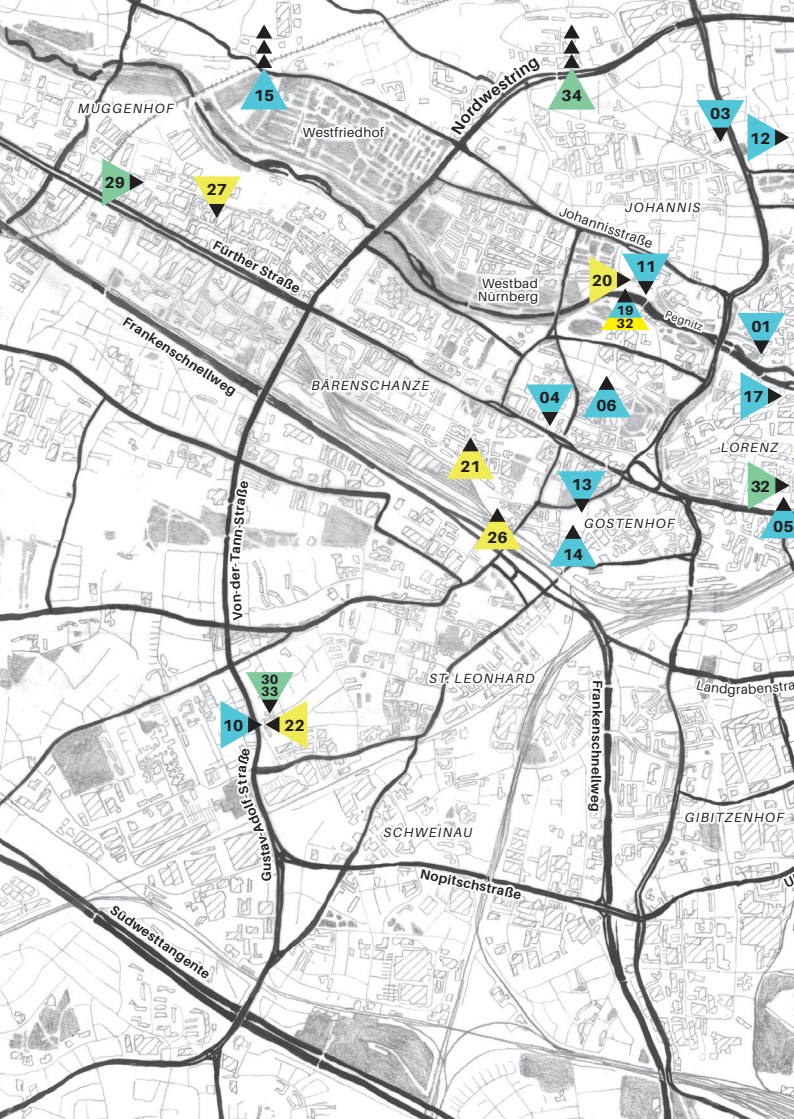 15
Nordwestring
34
03
12
MUGGENHOF
Westfriedhof
29
27
JOHANNIS
Johannisstraße
Fürther Straße
20
11
Westbad
Nürnberg
19
32
Pegnitz
01
Frankenschnellweg
BÄRENSCHANZE
04
06
17
LORENZ
21
13
32
05
26
GOSTENHOF
14
Von-der-Tann-Straße
30
33
ST. LEONHARD
10
22
Landgrabenstra
Frankenschnellweg
Gustav-Adolf-Straße
GIBITZENHOF
SCHWEINAU
Nopitschstraße
Südwesttangente